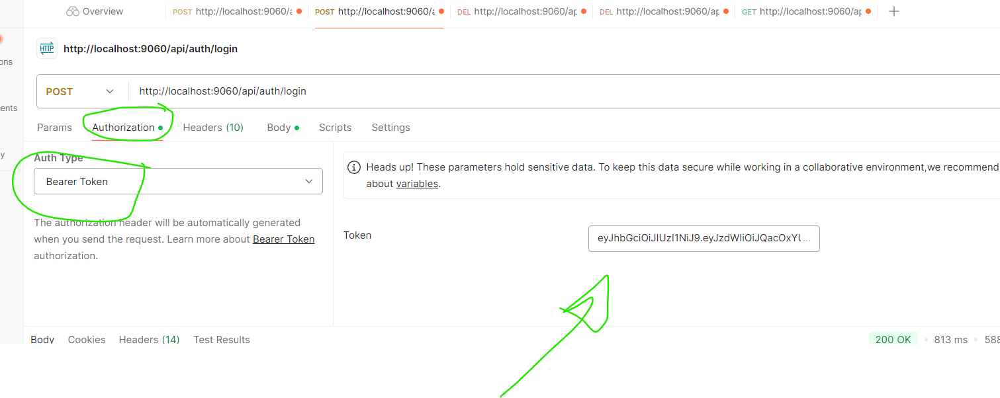 Overview POST http://localhost:9060/a POST http://localhost:9060/a DEL http://localhost:9060/ap DEL http://localhost:9060/ap GET http://localhost:9060/ap
HTTP http://localhost:9060/api/auth/login
ons
POST http://localhost:9060/api/auth/login
ents
Params Authorization Headers (10) Body Scripts Settings
y
Auth Type
Bearer Token
The authorization header will be automatically generated
when you send the request. Learn more about Bearer Token
authorization.
Heads up! These parameters hold sensitive data. To keep this data secure while working in a collaborative environment,we recommend
about variables.
Token eyJhbGciOiJIUzI1NiJ9.eyJzdWIiOiJQacOxYU...
Body Cookies Headers (14) Test Results 200 OK • 813 ms • 588